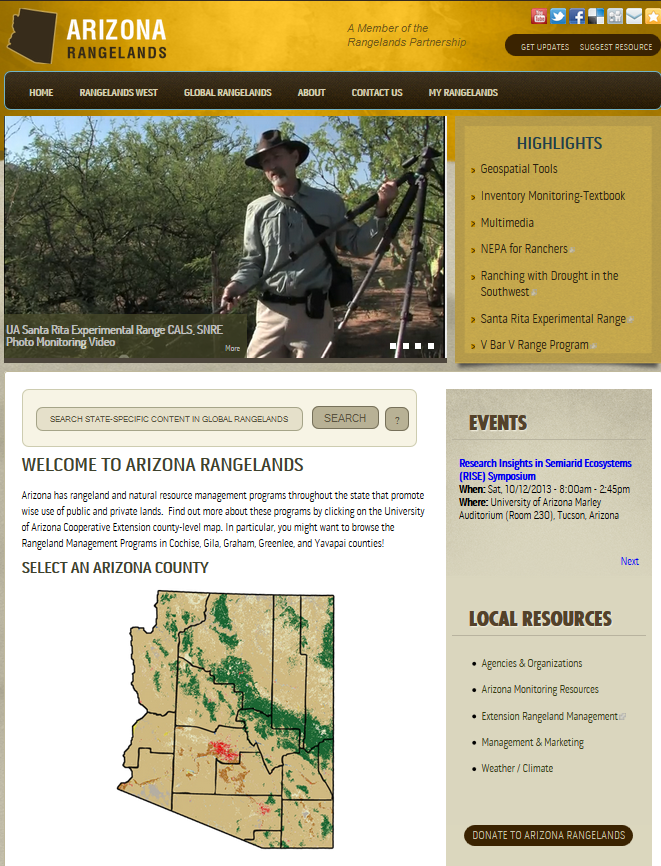 ARIZONA
RANGELANDS
A Member of the
Rangelands Partnership
GET UPDATES SUGGEST RESOURCE
HOME RANGELANDS WEST GLOBAL RANGELANDS ABOUT CONTACT US MY RANGELANDS
UA Santa Rita Experimental Range CALS_SNRE
Photo Monitoring Video
More
HIGHLIGHTS
Geospatial Tools
Inventory Monitoring-Textbook
Multimedia
NEPA for Ranchers
Ranching with Drought in the
Southwest
Santa Rita Experimental Range
V Bar V Range Program
SEARCH STATE-SPECIFIC CONTENT IN GLOBAL RANGELANDS SEARCH ?
WELCOME TO ARIZONA RANGELANDS
Arizona has rangeland and natural resource management programs throughout the state that promote
wise use of public and private lands. Find out more about these programs by clicking on the University
of Arizona Cooperative Extension county-level map. In particular, you might want to browse the
Rangeland Management Programs in Cochise, Gila, Graham, Greenlee, and Yavapai counties!
SELECT AN ARIZONA COUNTY
EVENTS
Research Insights in Semiarid Ecosystems
(RISE) Symposium
When: Sat, 10/12/2013 - 8:00am - 2:45pm
Where: University of Arizona Marley
Auditorium (Room 230), Tucson, Arizona
Next
LOCAL RESOURCES
Agencies & Organizations
Arizona Monitoring Resources
Extension Rangeland Management
Management & Marketing
Weather / Climate
DONATE TO ARIZONA RANGELANDS